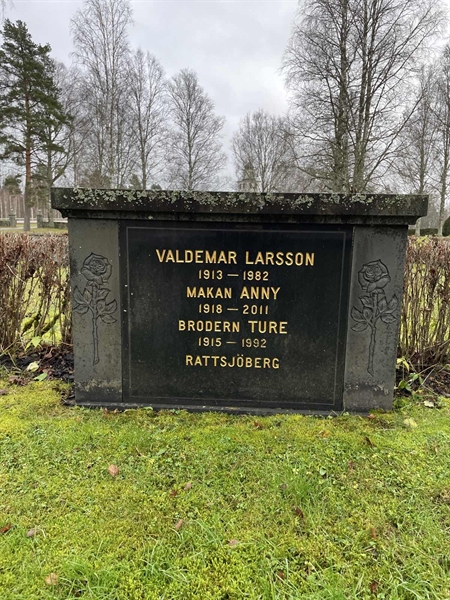 VALDEMAR LARSSON
1913 — 1982
MAKAN ANNY
1918 — 2011
BRODERN TURE
1915 — 1992
RATTSJÖBERG